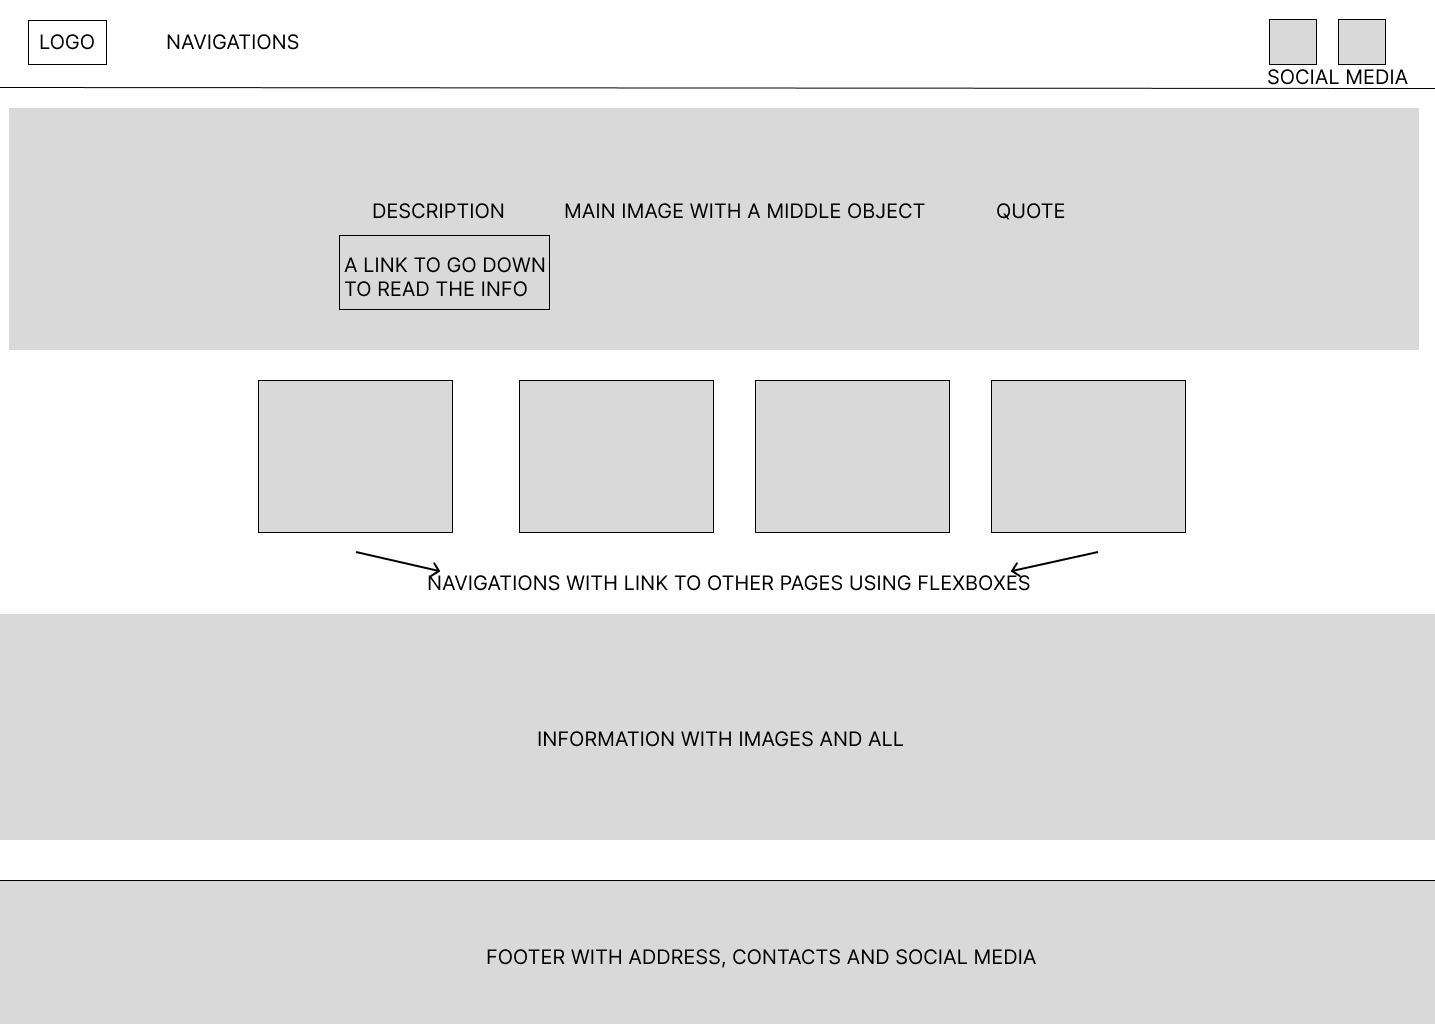 LOGO
NAVIGATIONS
SOCIAL MEDIA
DESCRIPTION
MAIN IMAGE WITH A MIDDLE OBJECT
QUOTE
A LINK TO GO DOWN
TO READ THE INFO
NAVIGATIONS WITH LINK TO OTHER PAGES USING FLEXBOXES
INFORMATION WITH IMAGES AND ALL
FOOTER WITH ADDRESS, CONTACTS AND SOCIAL MEDIA